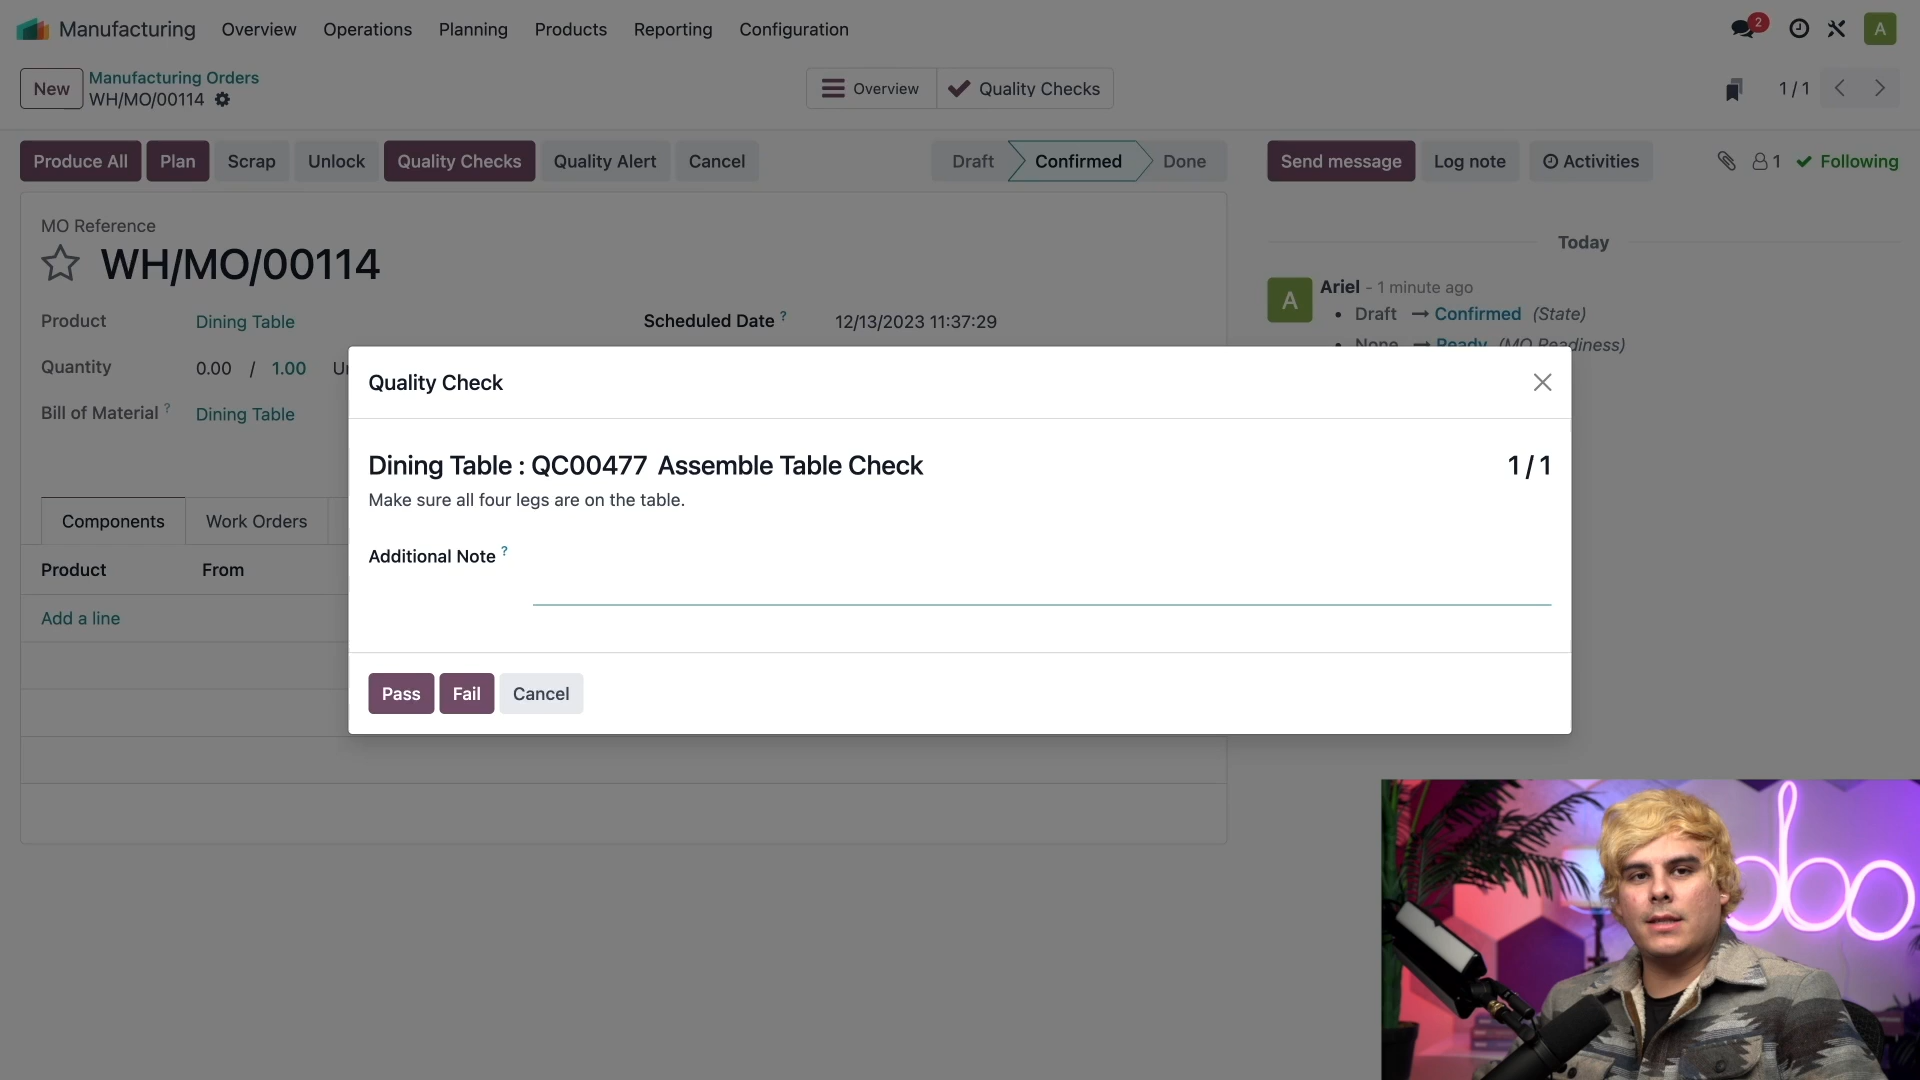 Manufacturing Overview Operations Planning Products Reporting Configuration 2 A
New Manufacturing Orders
WH/MO/00114
Overview Quality Checks 1 / 1
Produce All Plan Scrap Unlock Quality Checks Quality Alert Cancel Draft Confirmed Done Send message Log note Activities 1 Following
MO Reference
WH/MO/00114
Today
A Ariel - 1 minute ago
Draft → Confirmed (State)
None → Ready (MO Readiness)
Product Dining Table Scheduled Date ? 12/13/2023 11:37:29
Quantity 0.00 / 1.00
Bill of Material ? Dining Table
Quality Check
Dining Table : QC00477 Assemble Table Check 1 / 1
Make sure all four legs are on the table.
Additional Note ?
Pass Fail Cancel
Components Work Orders
Product From
Add a line